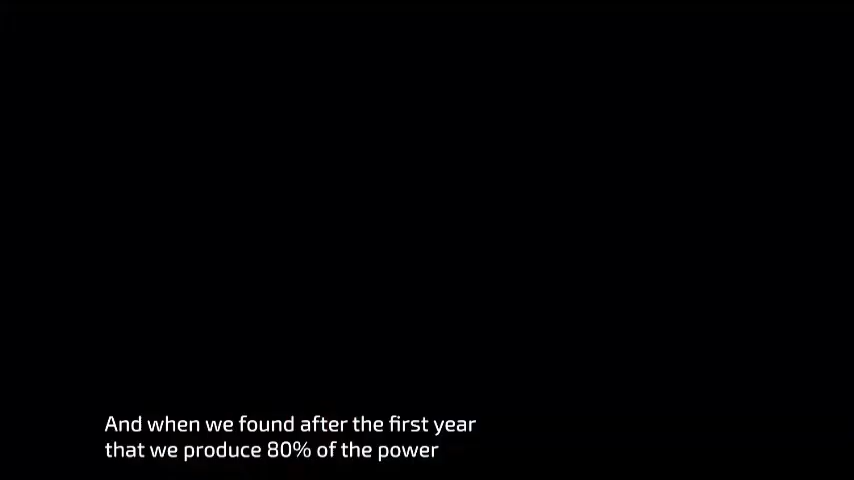 And when we found after the first year
that we produce 80% of the power